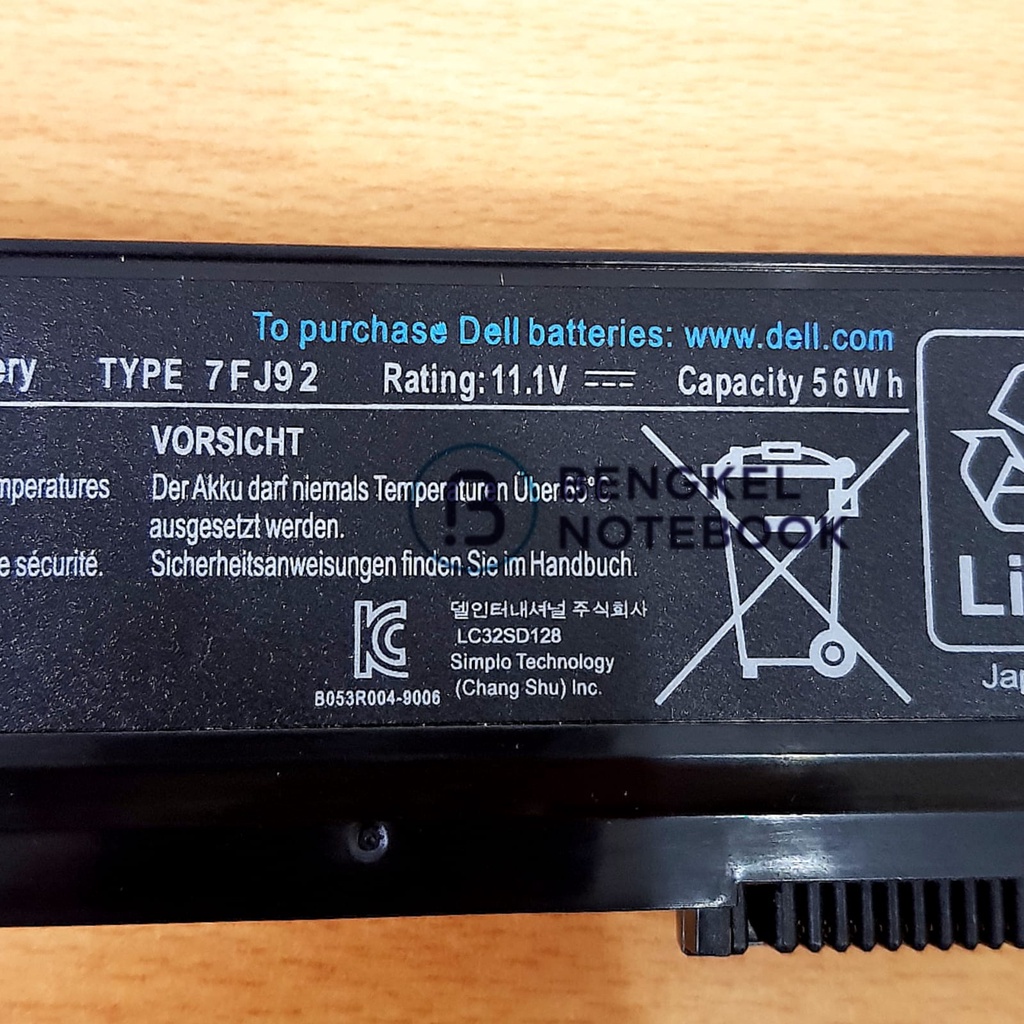 To purchase Dell batteries: www.dell.com
ery TYPE 7FJ92 Rating: 11.1V Capacity 56Wh
VORSICHT
mperatures Der Akku darf niemals Temperaturen Über 65°C
ausgesetzt werden.
e sécurité. Sicherheitsanweisungen finden Sie im Handbuch.
BENGKEL
NOTEBOOK
델인터내셔널 주식회사
LC32SD128
Simplo Technology
(Chang Shu) Inc.
B053R004-9006
Li
Jap